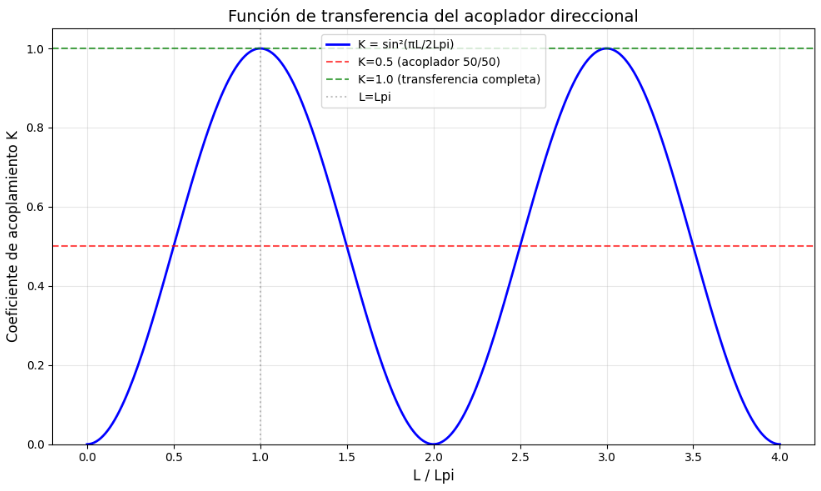 Función de transferencia del acoplador direccional
K = sin²(πL/2Lpi)
K=0.5 (acoplador 50/50)
K=1.0 (transferencia completa)
L=Lpi
Coeficiente de acoplamiento K
1.0
0.8
0.6
0.4
0.2
0.0
0.0 0.5 1.0 1.5 2.0 2.5 3.0 3.5 4.0
L / Lpi